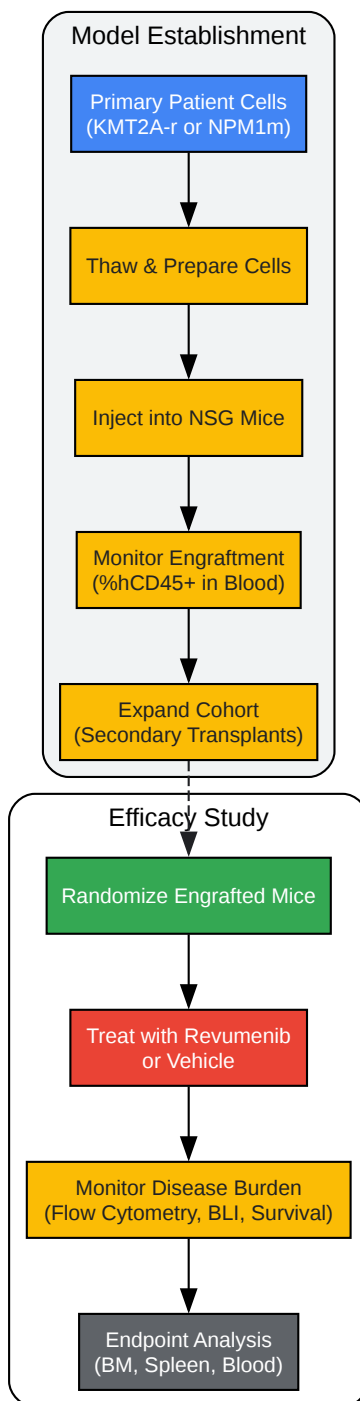 Model Establishment
Primary Patient Cells
(KMT2A-r or NPM1m)
Thaw & Prepare Cells
Inject into NSG Mice
Monitor Engraftment
(%hCD45+ in Blood)
Expand Cohort
(Secondary Transplants)
Efficacy Study
Randomize Engrafted Mice
Treat with Revumenib
or Vehicle
Monitor Disease Burden
(Flow Cytometry, BLI, Survival)
Endpoint Analysis
(BM, Spleen, Blood)